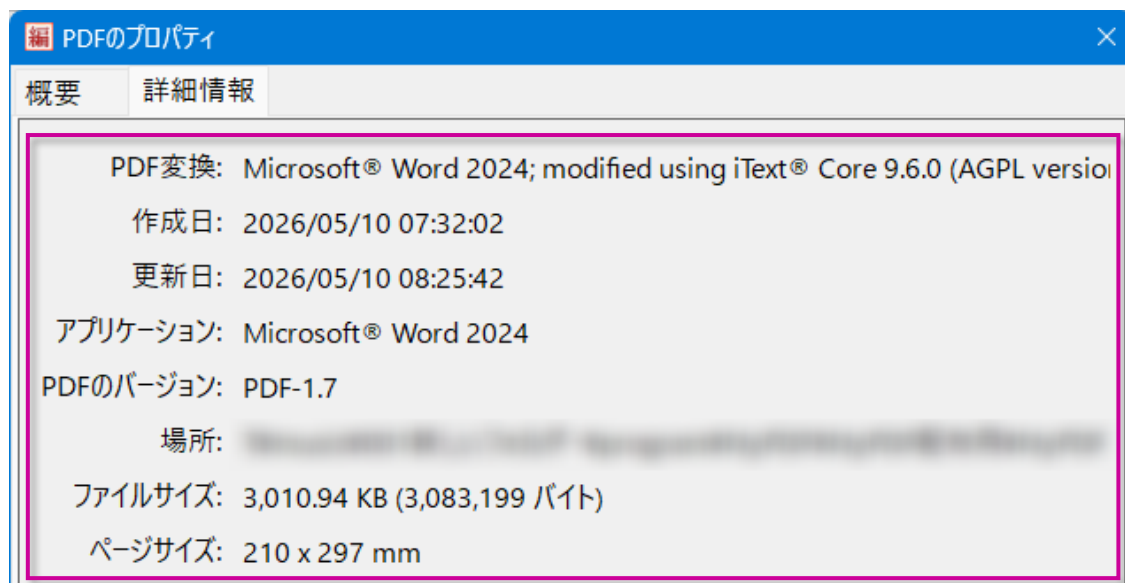 編 PDFのプロパティ
概要 詳細情報
PDF変換: Microsoft® Word 2024; modified using iText® Core 9.6.0 (AGPL version
作成日: 2026/05/10 07:32:02
更新日: 2026/05/10 08:25:42
アプリケーション: Microsoft® Word 2024
PDFのバージョン: PDF-1.7
場所:
ファイルサイズ: 3,010.94 KB (3,083,199 バイト)
ページサイズ: 210 x 297 mm